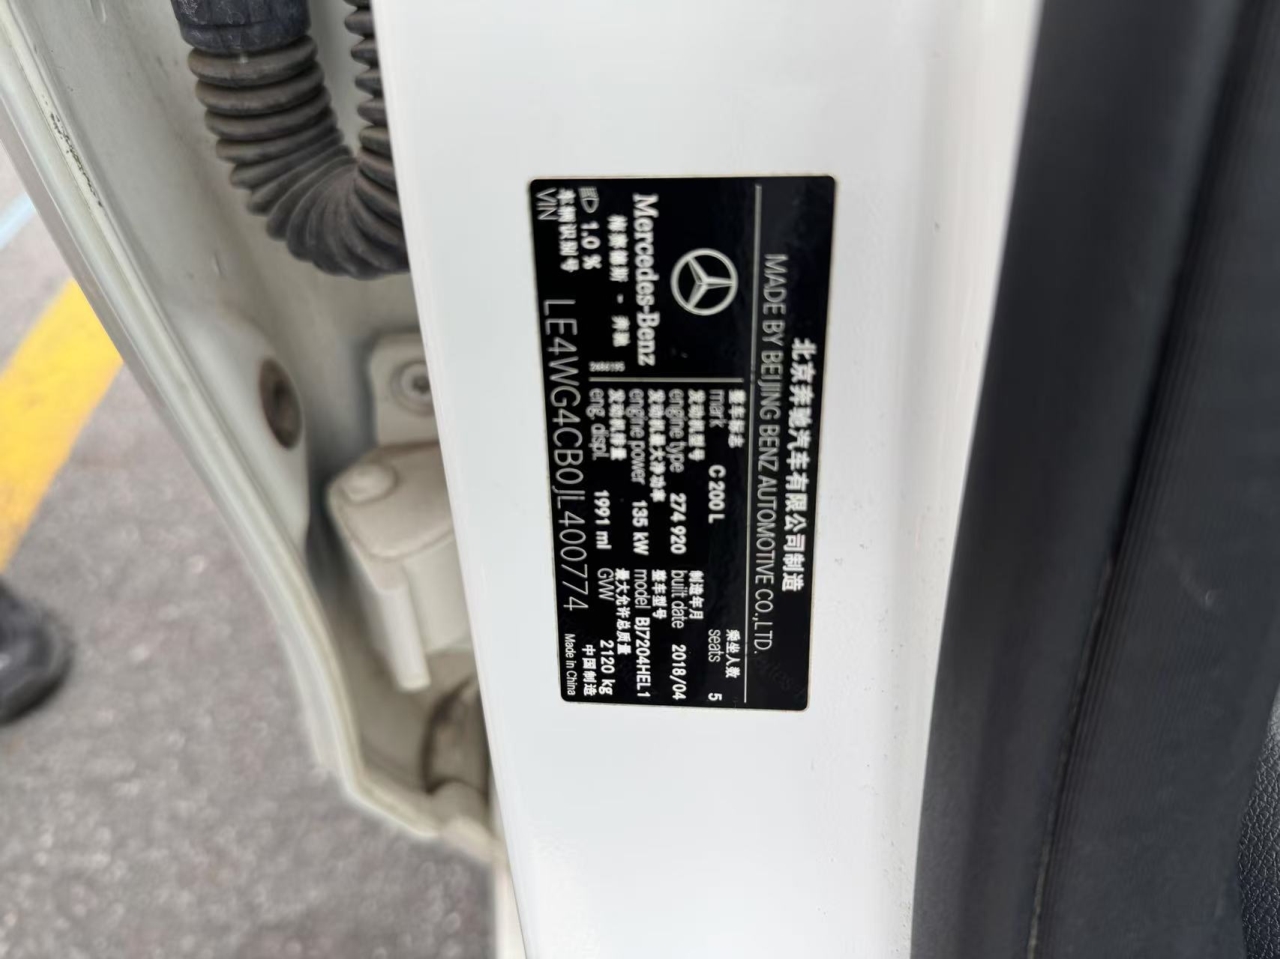 北京奔驰汽车有限公司制造
MADE BY BEIJING BENZ AUTOMOTIVE CO.,LTD.
Mercedes-Benz
梅赛德斯 - 奔驰
整车标志
mark C 200 L
乘坐人数
seats 5
发动机型号
engine type 274 920
制造年月
built date 2018/04
发动机最大净功率
engine power 135 kW
整车型号
model BJ7204HEL1
发动机排量
eng. displ. 1991 ml
最大允许总质量
GVW 2120 kg
1,0 %
车辆识别号
VIN LE4WG4CB0JL400774
中国制造
Made in China